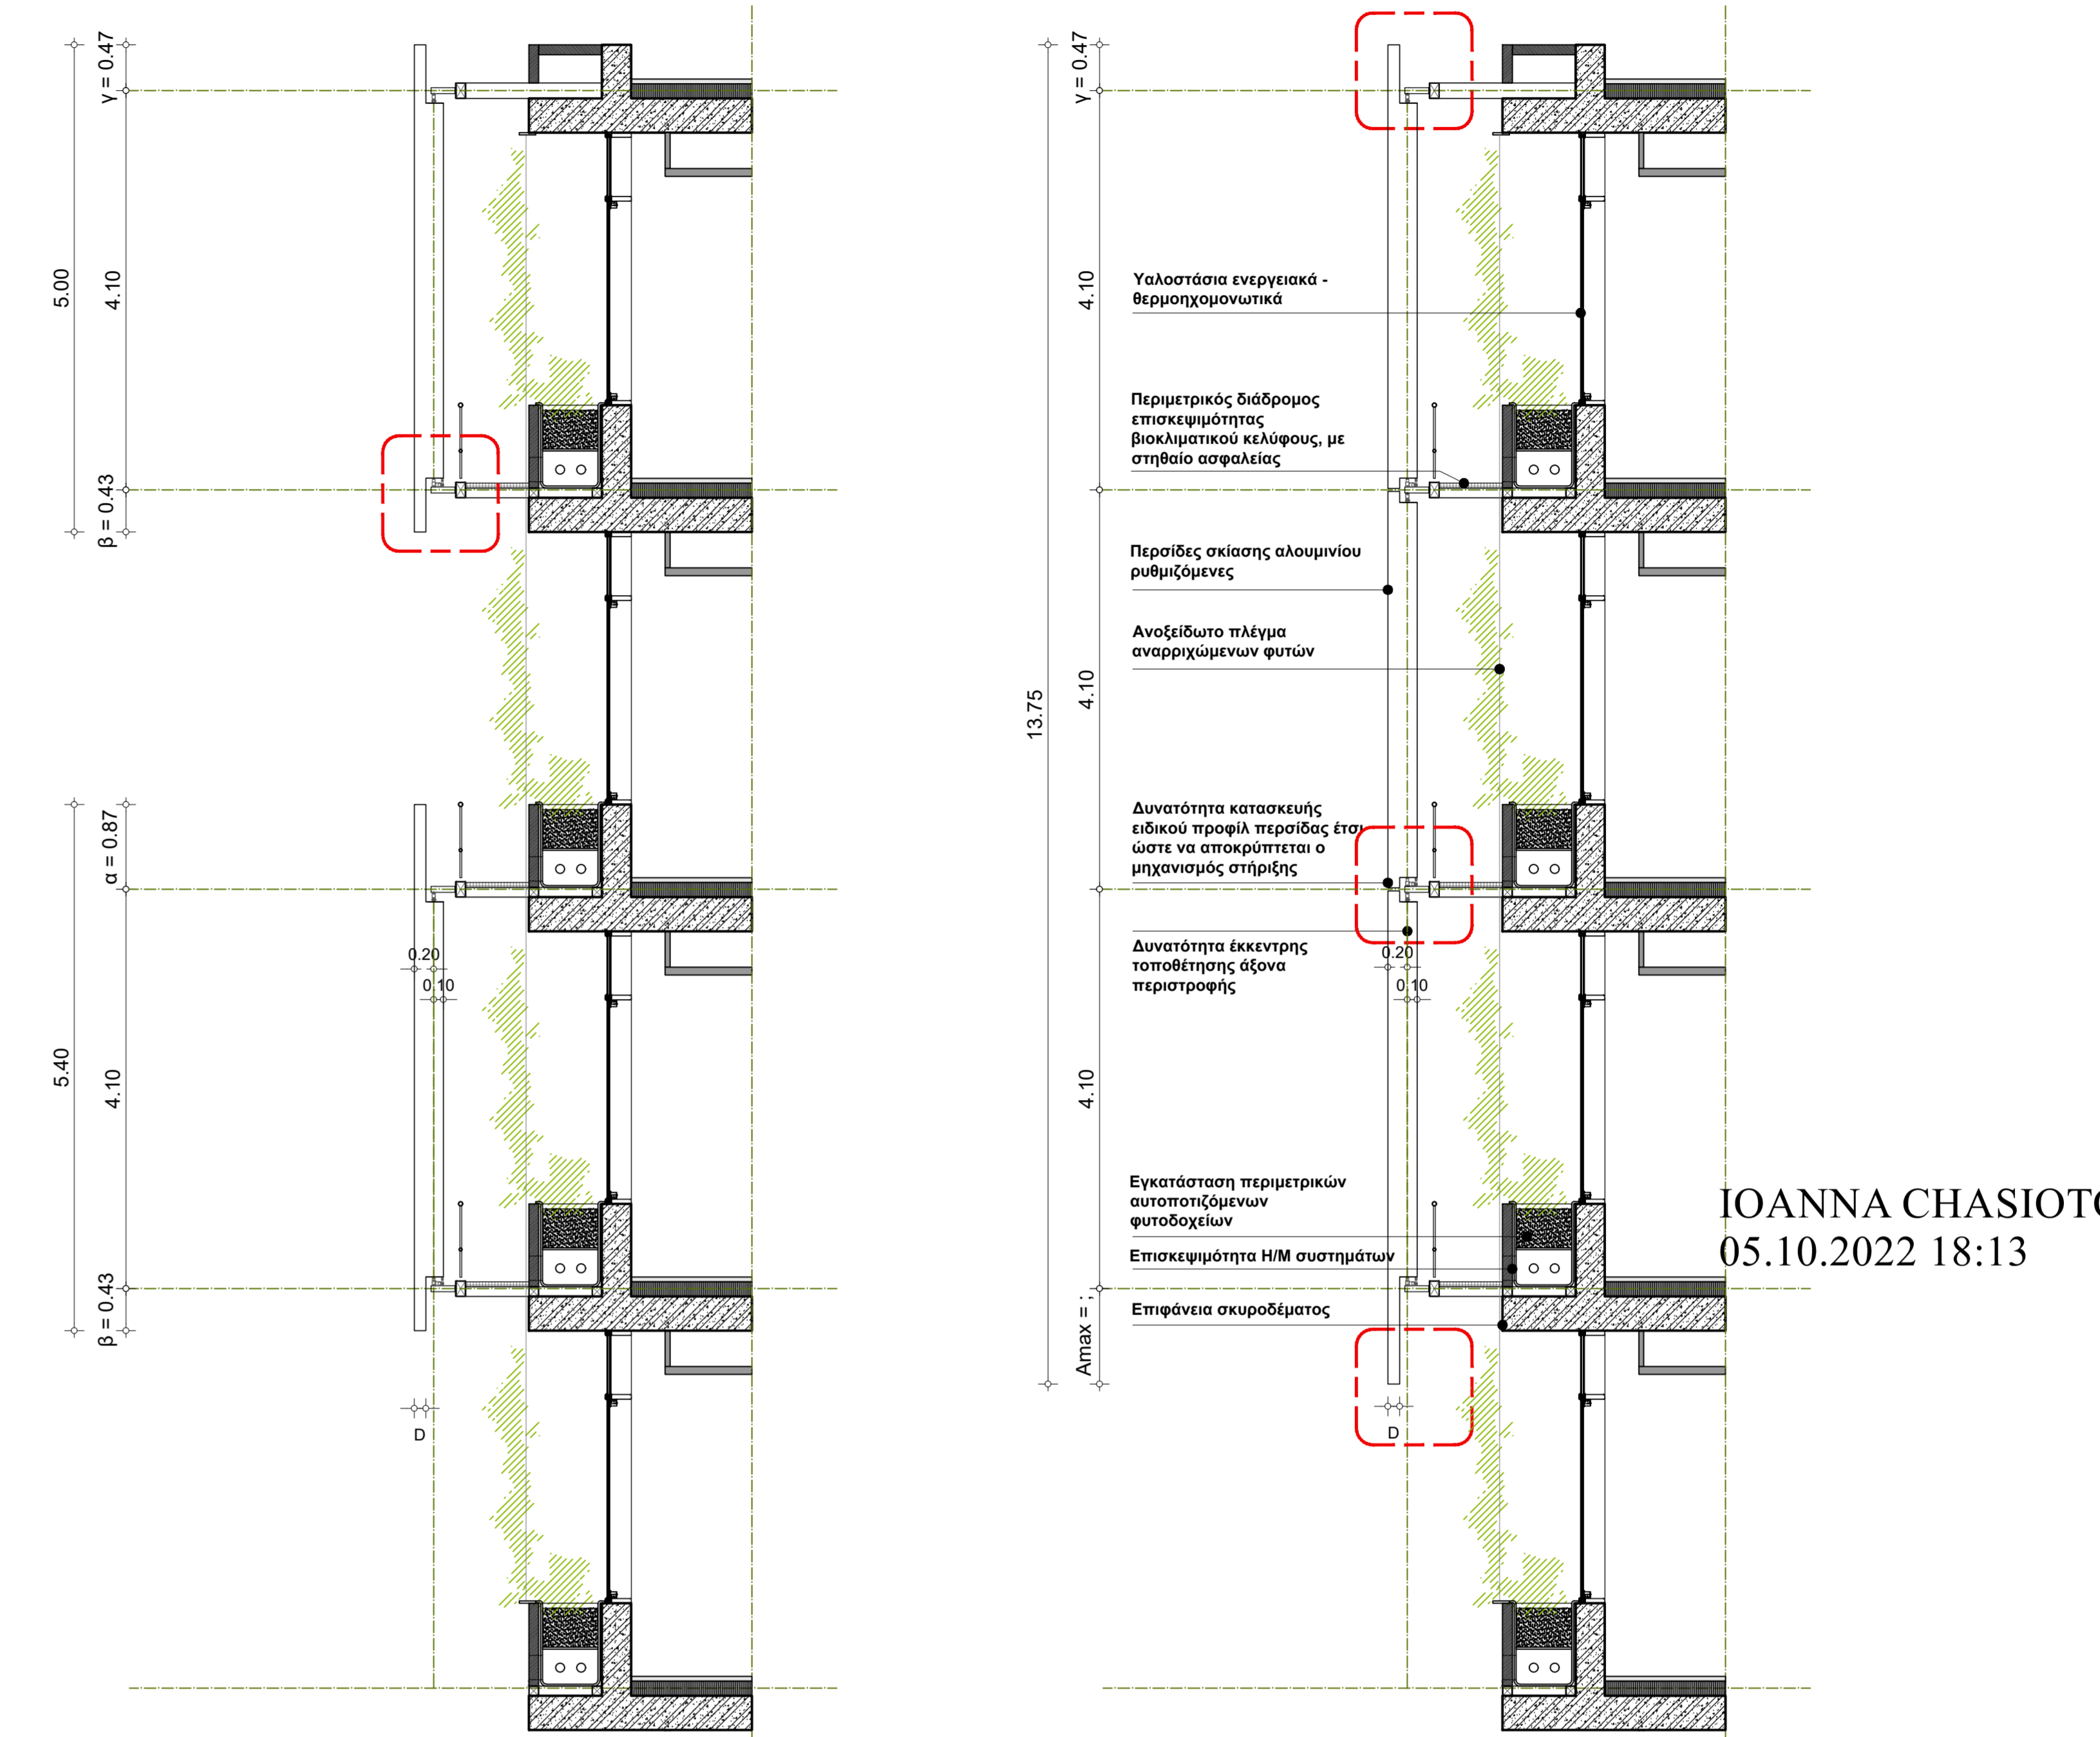 γ = 0.47
4.10
5.00
β = 0.43
α = 0.87
0.20
0.10
4.10
5.40
β = 0.43
D
γ = 0.47
4.10
Υαλοστάσια ενεργειακά -
θερμοηχομονωτικά
Περιμετρικός διάδρομος
επισκεψιμότητας
βιοκλιματικού κελύφους, με
στηθαίο ασφαλείας
Περσίδες σκίασης αλουμινίου
ρυθμιζόμενες
Ανοξείδωτο πλέγμα
αναρριχώμενων φυτών
4.10
13.75
Δυνατότητα κατασκευής
ειδικού προφίλ περσίδας έτσι
ώστε να αποκρύπτεται ο
μηχανισμός στήριξης
Δυνατότητα έκκεντρης
τοποθέτησης άξονα
περιστροφής
0.20
0.10
4.10
Εγκατάσταση περιμετρικών
αυτοποτιζόμενων
φυτοδοχείων
Επισκεψιμότητα Η/Μ συστημάτων
Επιφάνεια σκυροδέματος
Amax = ;
D
IOANNA CHASIOTO
05.10.2022 18:13